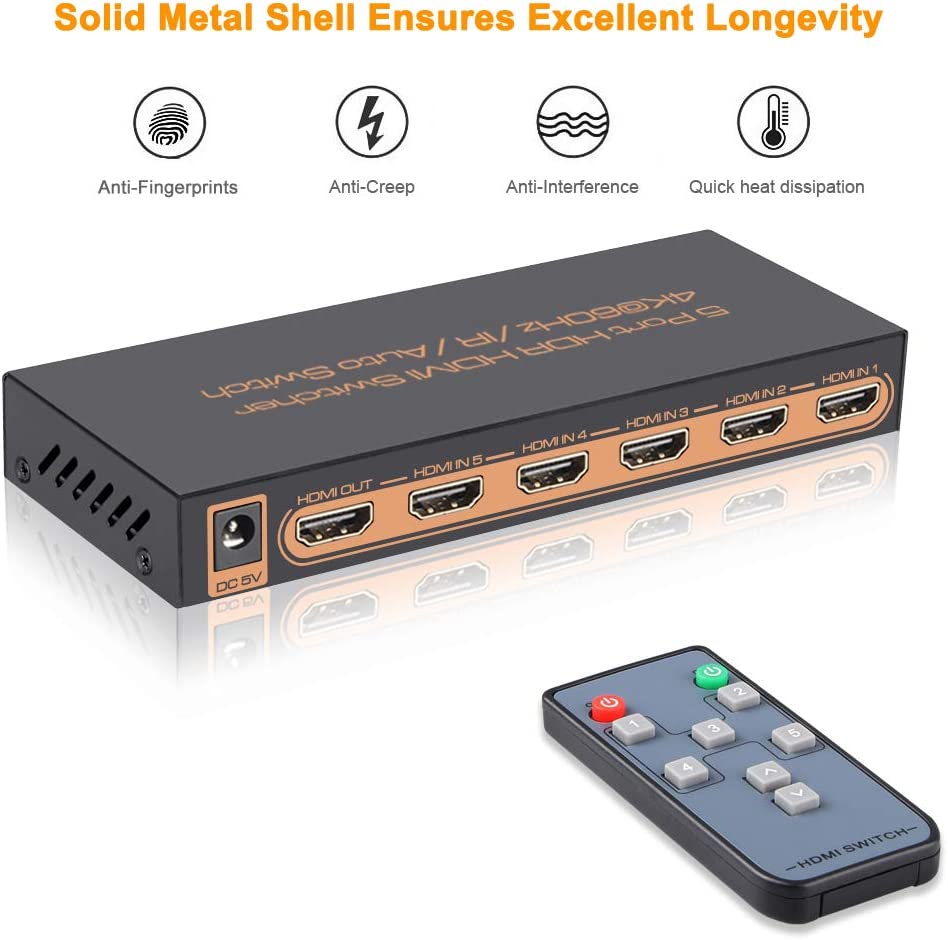 Solid Metal Shell Ensures Excellent Longevity
Anti-Fingerprints
Anti-Creep
Anti-Interference
Quick heat dissipation
5 Port HDR HDMI Switcher
4K@60Hz /IR / Auto Switch
HDMI OUT
HDMI IN 5
HDMI IN 4
HDMI IN 3
HDMI IN 2
HDMI IN 1
DC 5V
1
2
3
4
5
HDMI SWITCH